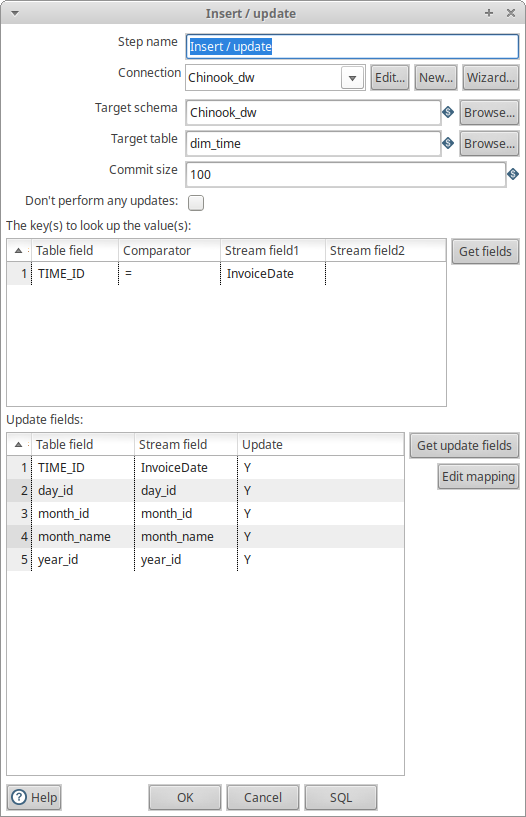 Insert / update
Step name Insert / update
Connection Chinook_dw Edit... New... Wizard...
Target schema Chinook_dw Browse...
Target table dim_time Browse...
Commit size 100
Don't perform any updates:
The key(s) to look up the value(s):
Table field Comparator Stream field1 Stream field2 Get fields
1 TIME_ID = InvoiceDate
Update fields:
Table field Stream field Update Get update fields
1 TIME_ID InvoiceDate Y Edit mapping
2 day_id day_id Y
3 month_id month_id Y
4 month_name month_name Y
5 year_id year_id Y
Help OK Cancel SQL